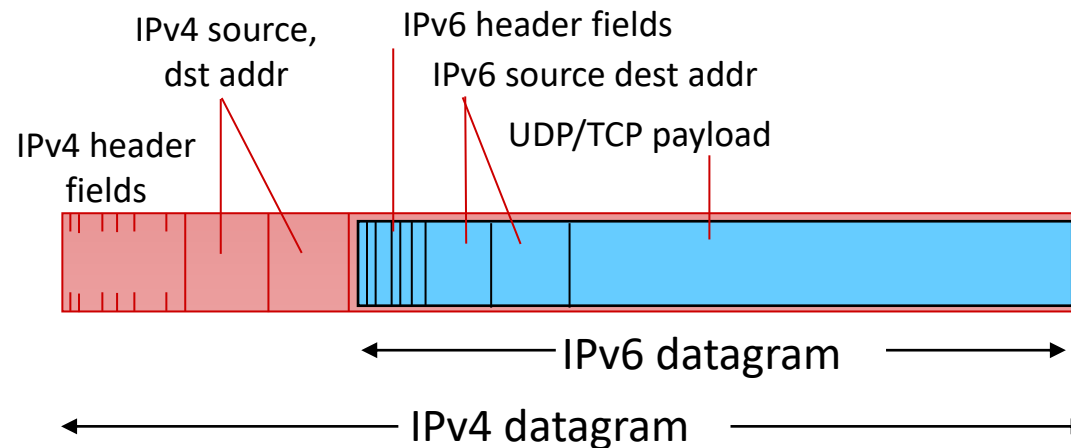 IPv4 source,
dst addr
IPv6 header fields
IPv6 source dest addr
UDP/TCP payload
IPv4 header
fields
IPv6 datagram
IPv4 datagram